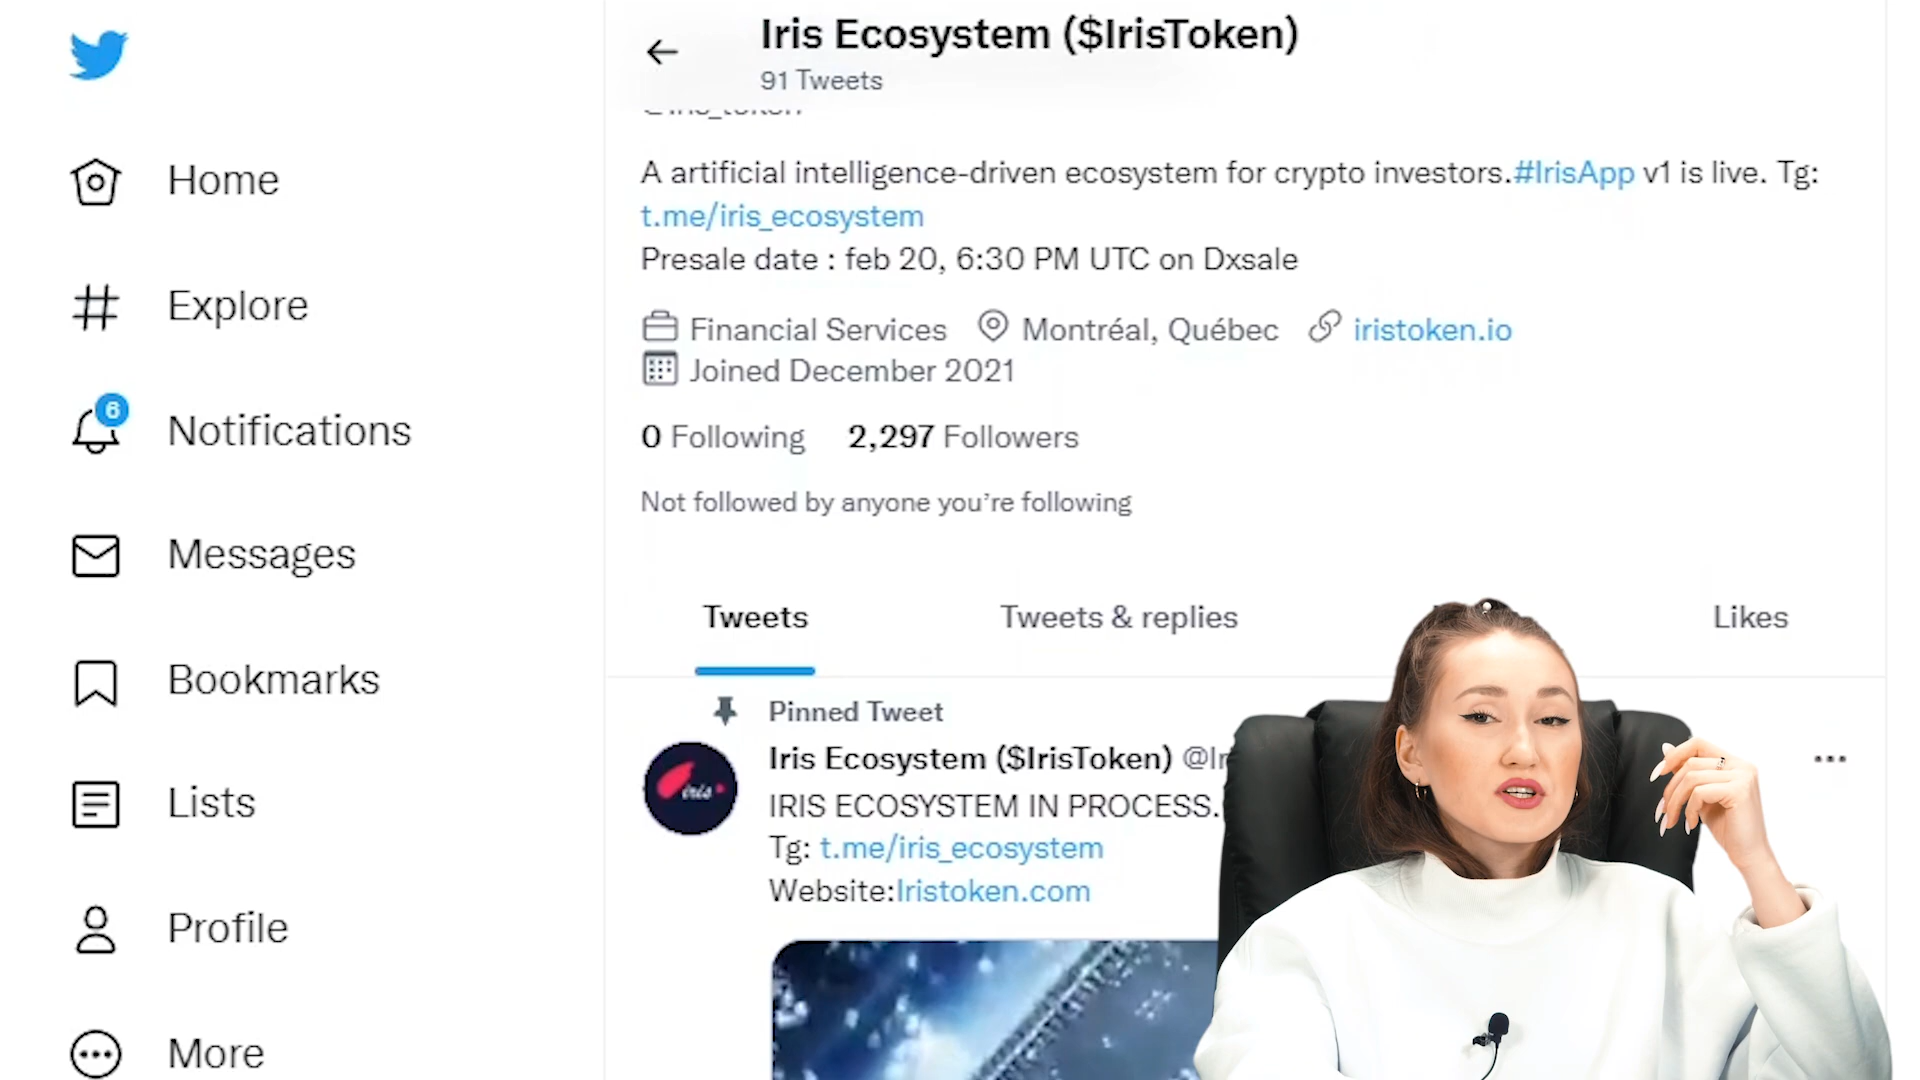 Iris Ecosystem ($IrisToken)
91 Tweets
A artificial intelligence-driven ecosystem for crypto investors.#IrisApp v1 is live. Tg:
t.me/iris_ecosystem
Presale date : feb 20, 6:30 PM UTC on Dxsale
Financial Services Montréal, Québec iristoken.io
Joined December 2021
0 Following 2,297 Followers
Not followed by anyone you're following
Tweets Tweets & replies Likes
Pinned Tweet
Iris Ecosystem ($IrisToken)
IRIS ECOSYSTEM IN PROCESS.
Tg: t.me/iris_ecosystem
Website:Iristoken.com
iris
Home
Explore
6
Notifications
Messages
Bookmarks
Lists
Profile
More